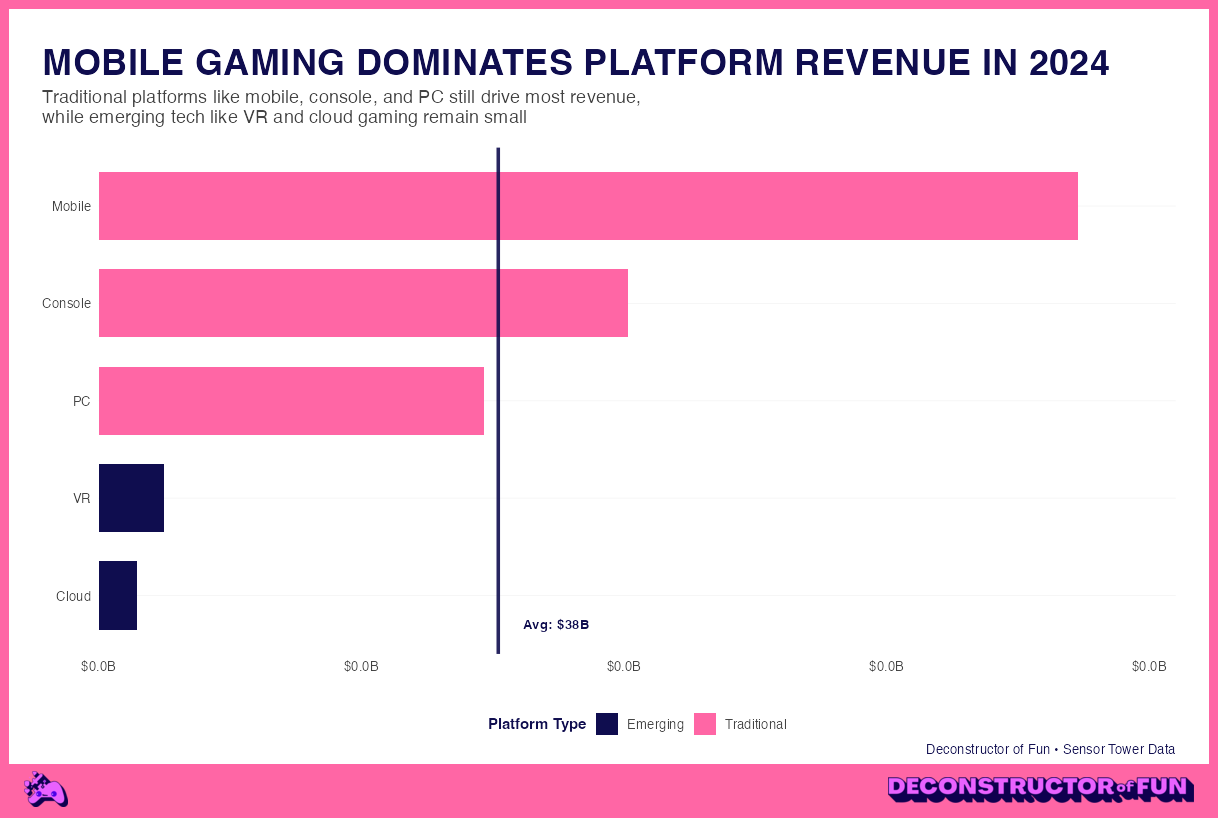 MOBILE GAMING DOMINATES PLATFORM REVENUE IN 2024
Traditional platforms like mobile, console, and PC still drive most revenue,
while emerging tech like VR and cloud gaming remain small
Mobile
Console
PC
VR
Cloud
Avg: $38B
$0.0B $0.0B $0.0B $0.0B $0.0B
Platform Type Emerging Traditional
Deconstructor of Fun • Sensor Tower Data
DECONSTRUCTOR of FUN